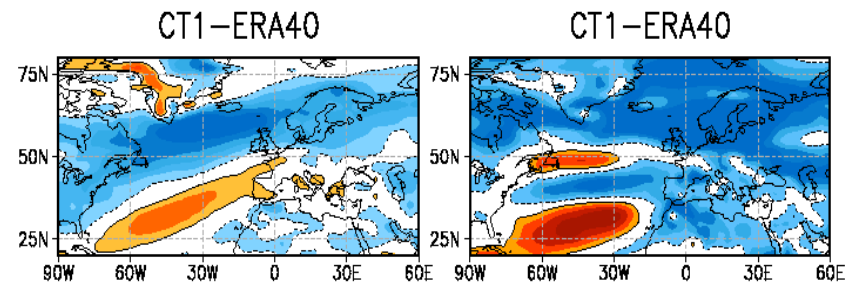 CT1-ERA40 CT1-ERA40
75N 75N
50N 50N
25N 25N
90W 60W 30W 0 30E 60E 90W 60W 30W 0 30E 60E